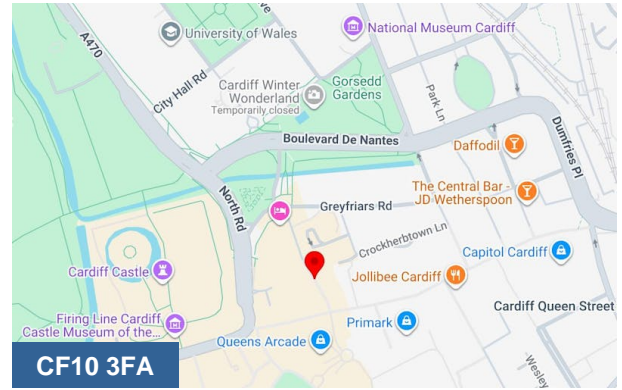 A470
University of Wales
National Museum Cardiff
City Hall Rd
Cardiff Winter
Wonderland
Temporarily closed
Gorsedd
Gardens
Park Ln
Boulevard De Nantes
Dumfries Pl
Daffodil
The Central Bar -
JD Wetherspoon
North Rd
Greyfriars Rd
Crockherbtown Ln
Capitol Cardiff
Cardiff Castle
Jollibee Cardiff
Cardiff Queen Street
Firing Line Cardiff
Castle Museum of the...
Primark
Queens Arcade
Wesley
CF10 3FA